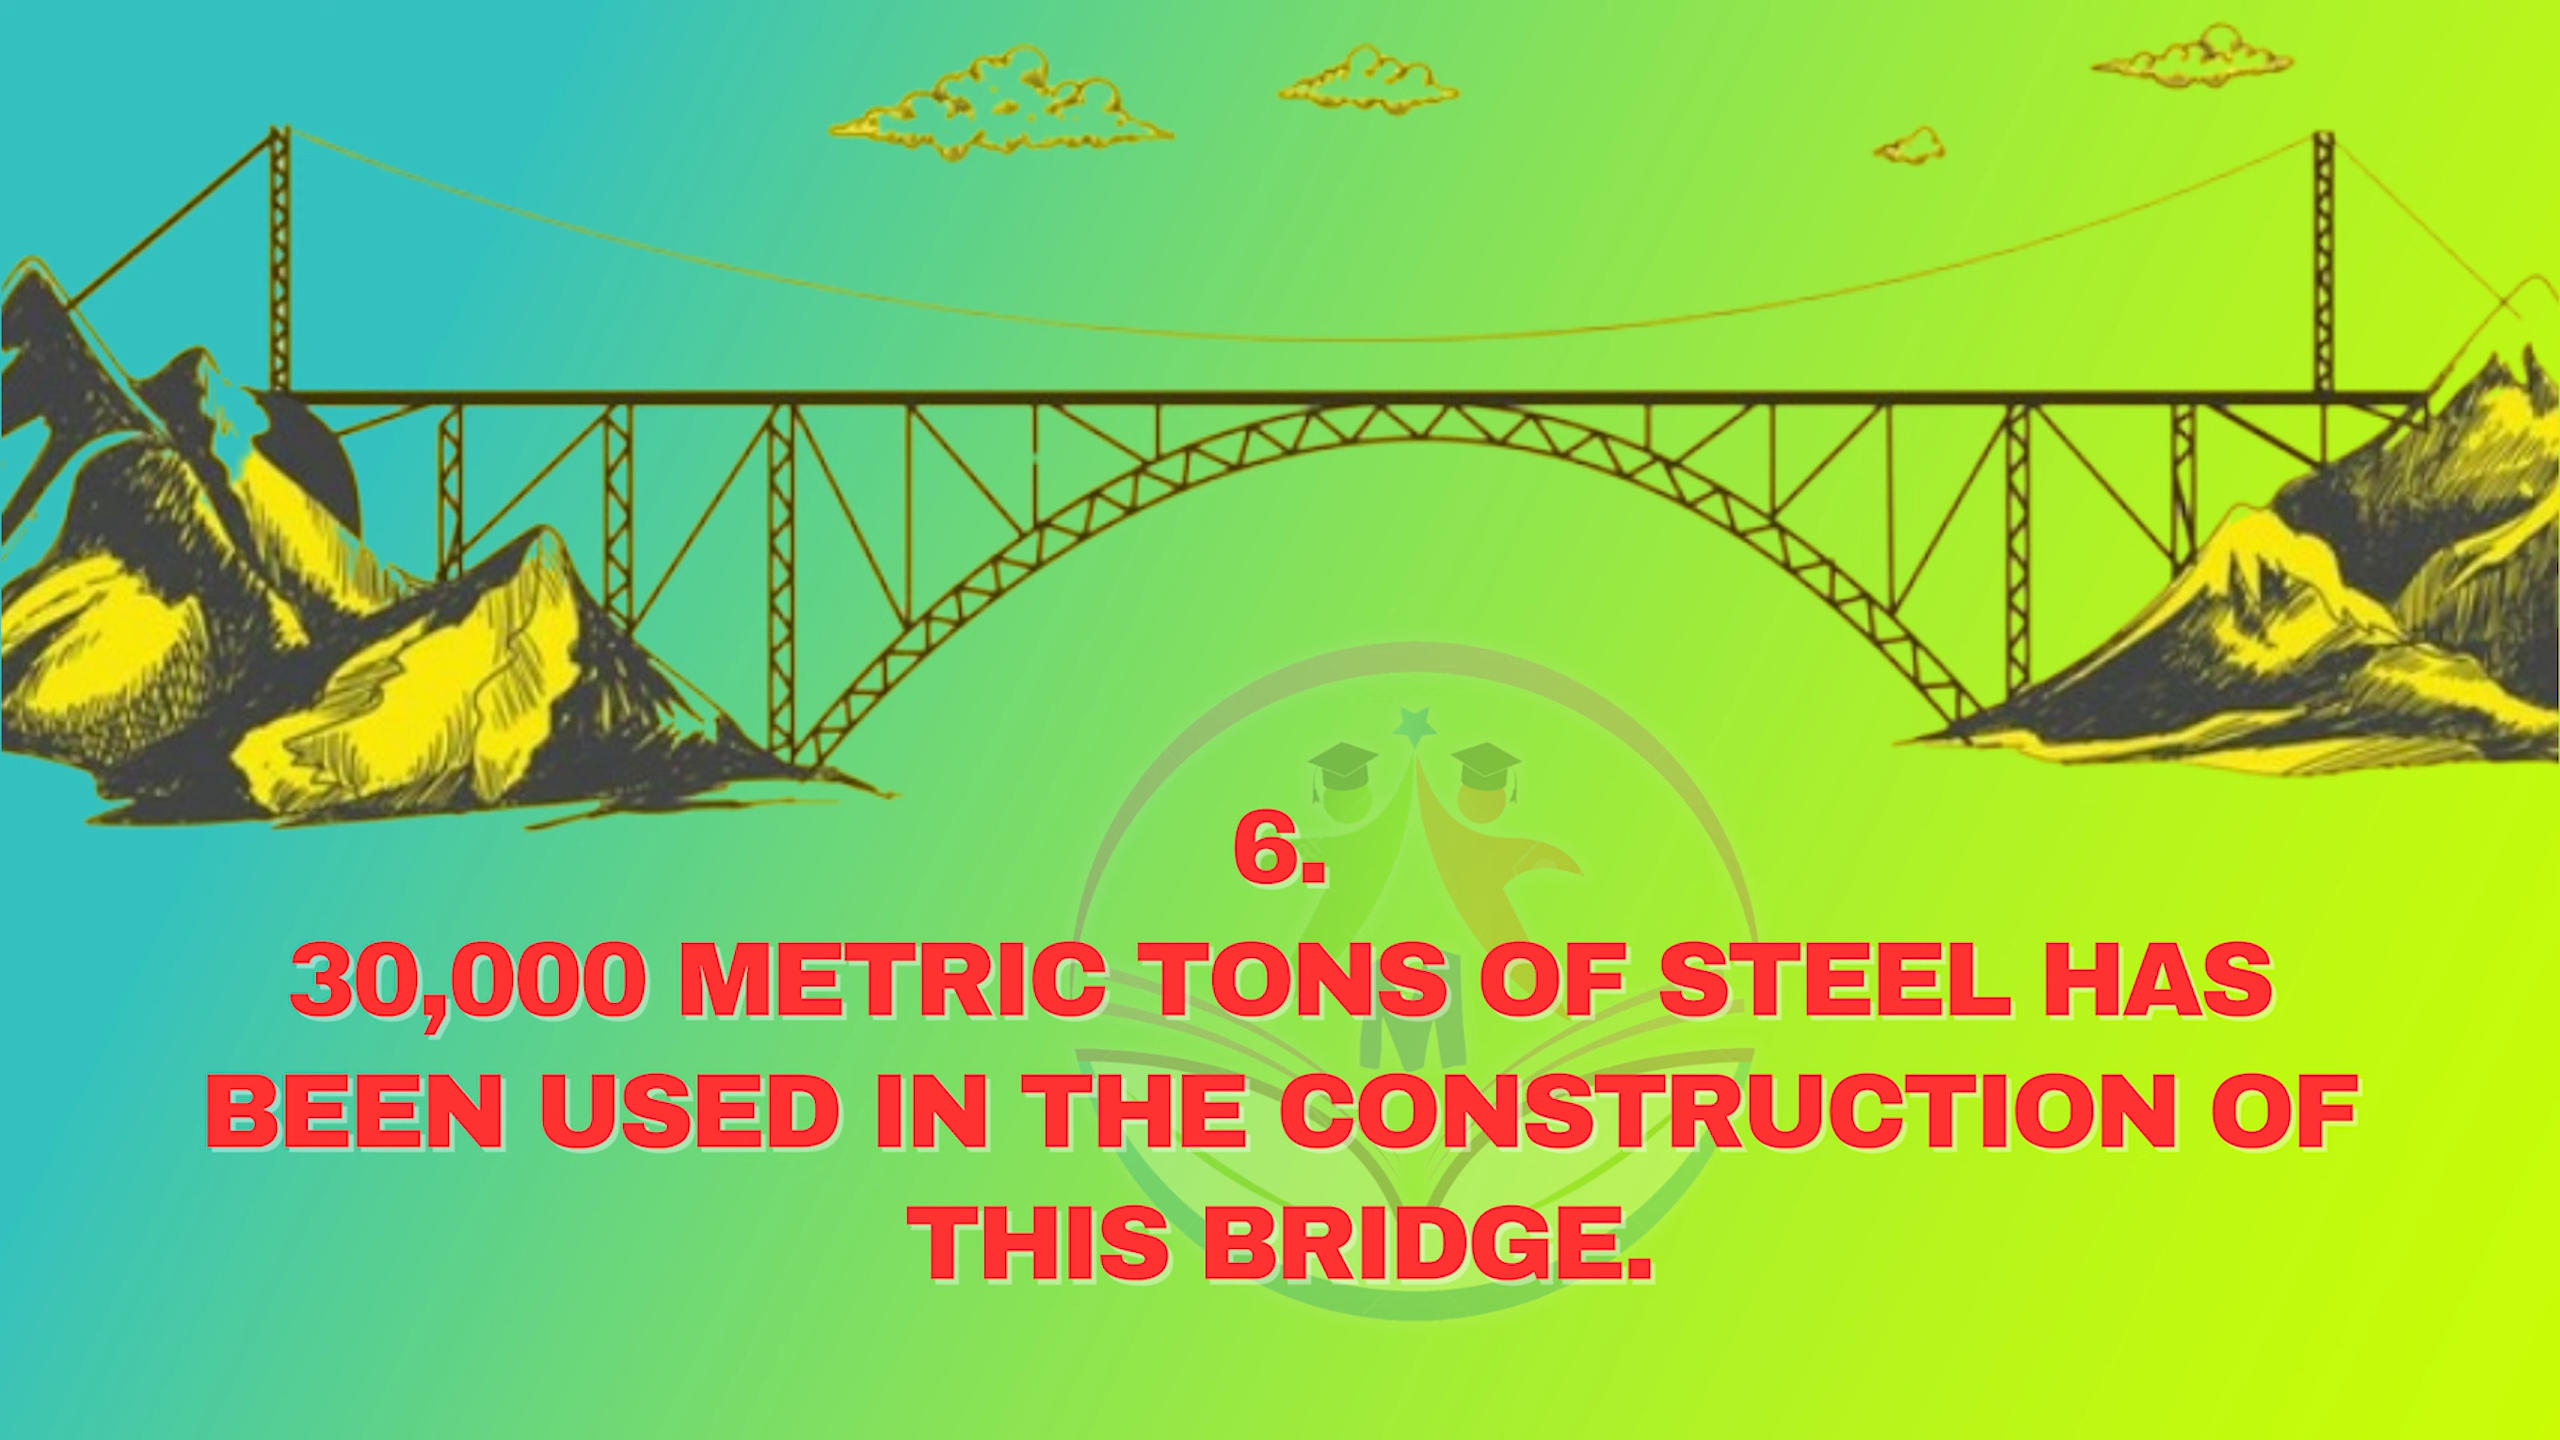 6.
30,000 METRIC TONS OF STEEL HAS
BEEN USED IN THE CONSTRUCTION OF
THIS BRIDGE.